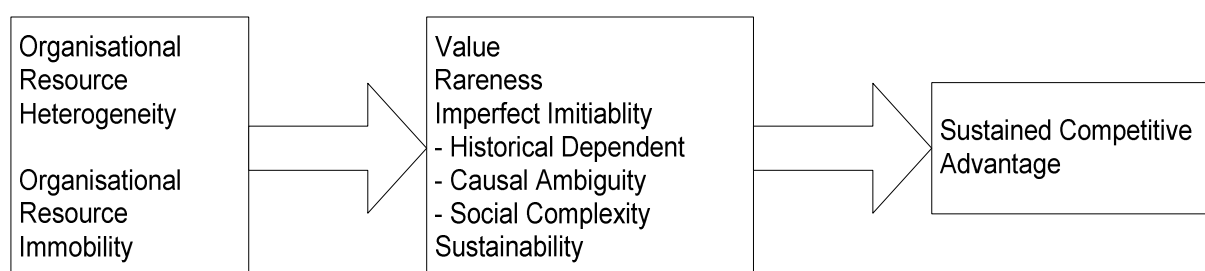 Organisational
Resource
Heterogeneity
Organisational
Resource
Immobility
Value
Rareness
Imperfect Imitiablity
- Historical Dependent
- Causal Ambiguity
- Social Complexity
Sustainability
Sustained Competitive
Advantage